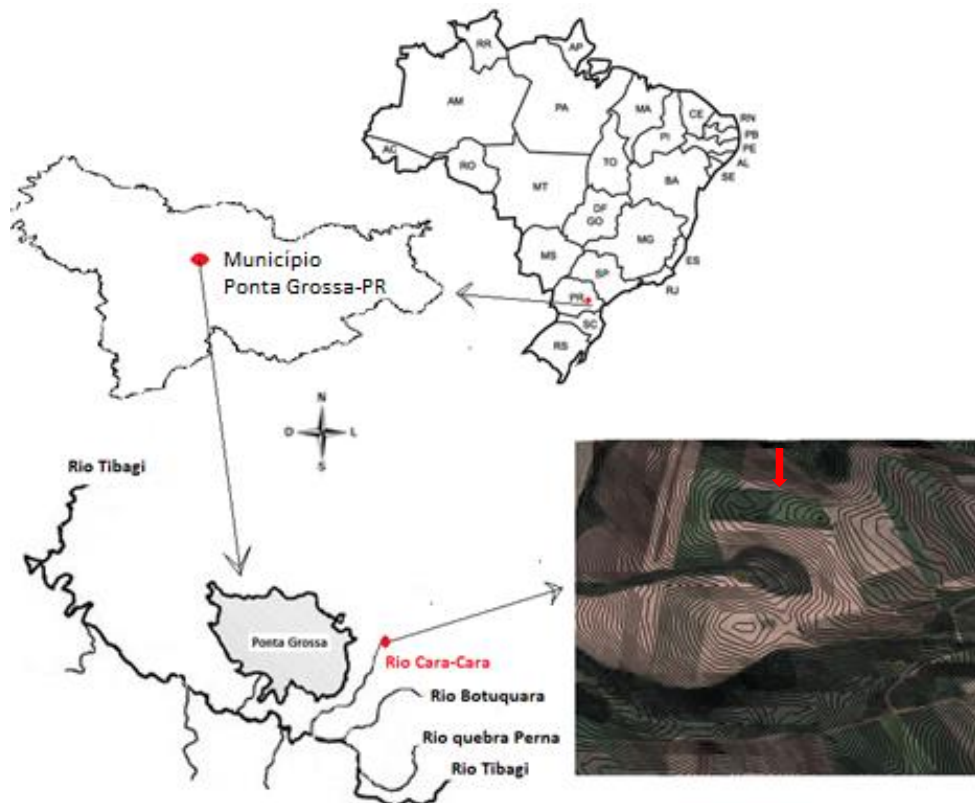 RR
AP
AM
PA
MA
CE
RN
PB
PE
AL
SE
PI
AC
RO
TO
BA
MT
DF
GO
MG
ES
MS
SP
RJ
PR
SC
RS
Município
Ponta Grossa-PR
N
O
L
S
Rio Tibagi
Ponta Grossa
Rio Cara-Cara
Rio Botuquara
Rio quebra Perna
Rio Tibagi